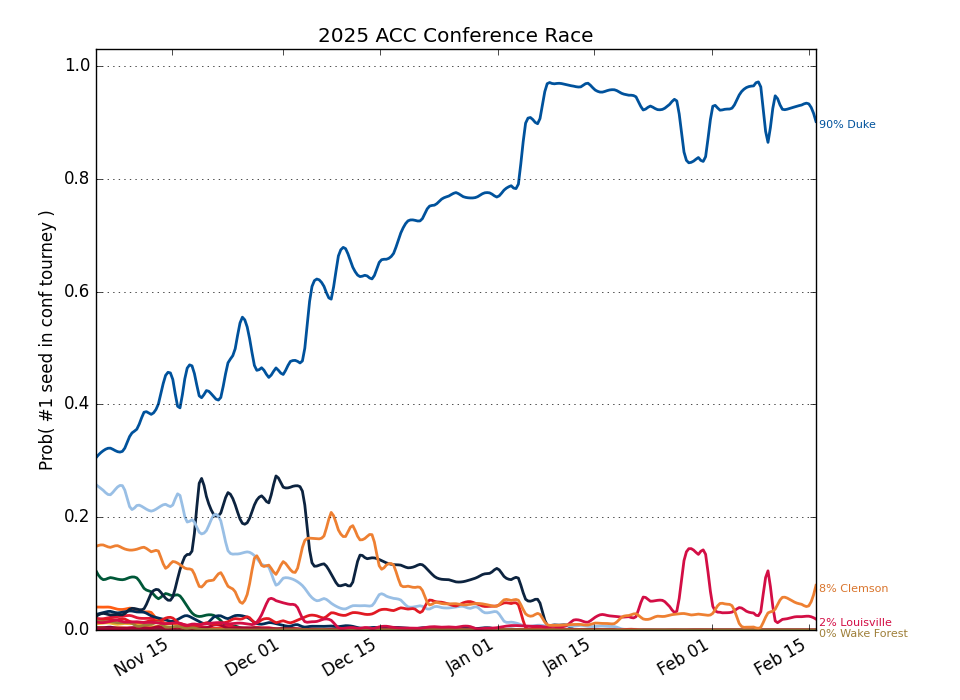 2025 ACC Conference Race
Prob( #1 seed in conf tourney )
1.0
0.8
0.6
0.4
0.2
0.0
90% Duke
8% Clemson
2% Louisville
0% Wake Forest
Nov 15
Dec 01
Dec 15
Jan 01
Jan 15
Feb 01
Feb 15